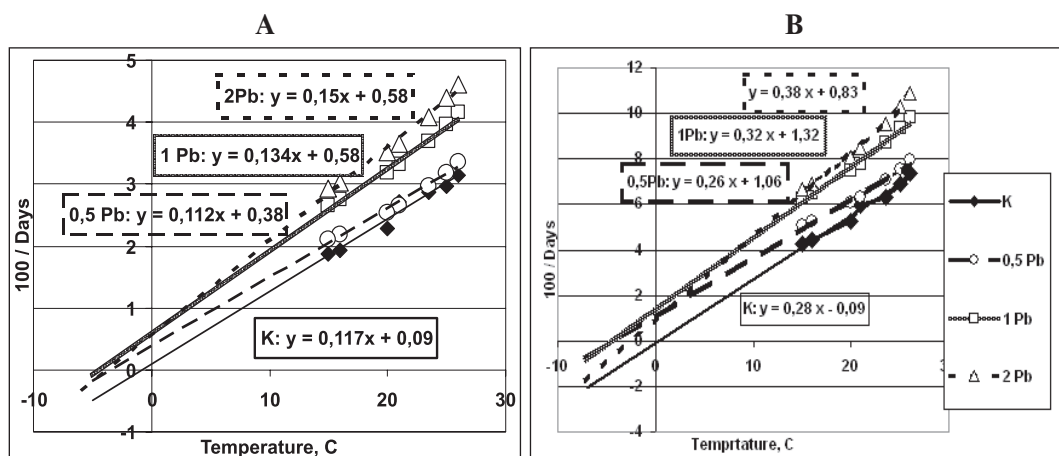 A
5
4
3
2
1
0
-1
-10
0
10
20
30
100 / Days
Temperature, C
2Pb: y = 0,15x + 0,58
1 Pb: y = 0,134x + 0,58
0,5 Pb: y = 0,112x + 0,38
K: y = 0,117x + 0,09
B
12
10
8
6
4
2
0
-2
-4
-10
0
10
20
30
100 / Days
Temprtature, C
y = 0,38 x + 0,83
1Pb: y = 0,32 x + 1,32
0,5Pb: y = 0,26 x + 1,06
K: y = 0,28 x - 0,09
K
0,5 Pb
1 Pb
2 Pb